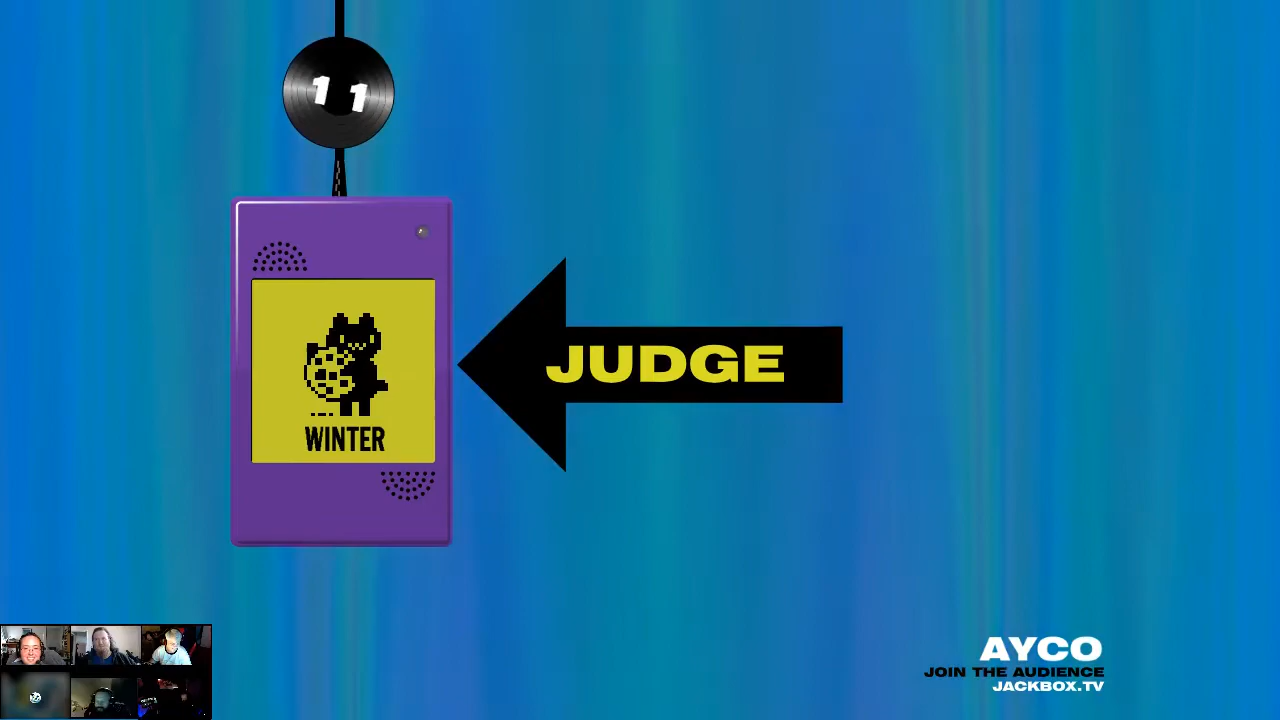 11
JUDGE
WINTER
AYCO
JOIN THE AUDIENCE
JACKBOX.TV